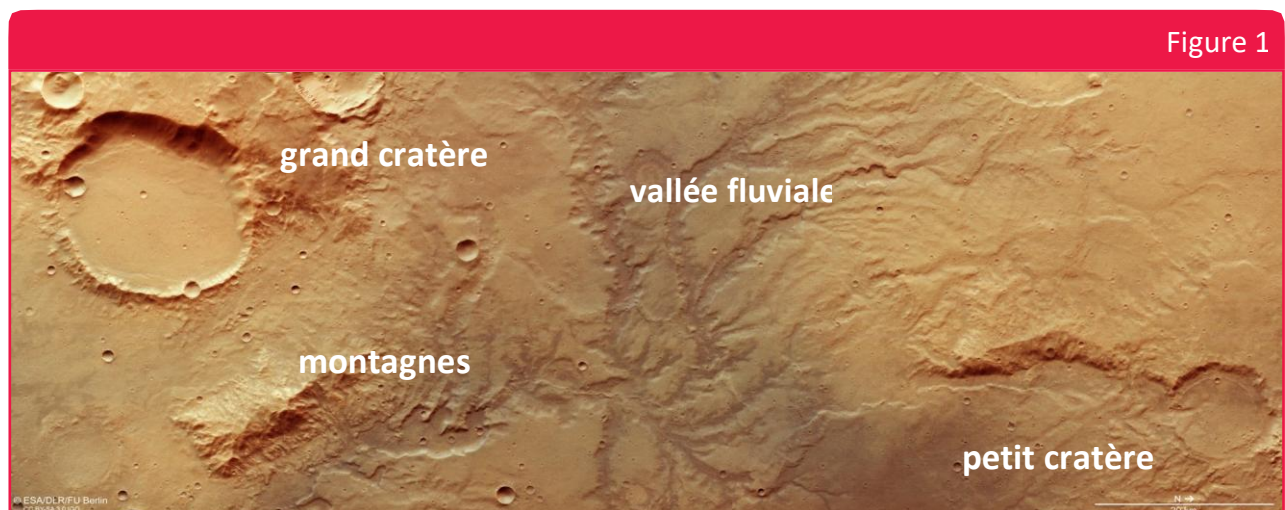 Figure 1
grand cratère
vallée fluviale
montagnes
petit cratère
© ESA/DLR/FU Berlin
N →